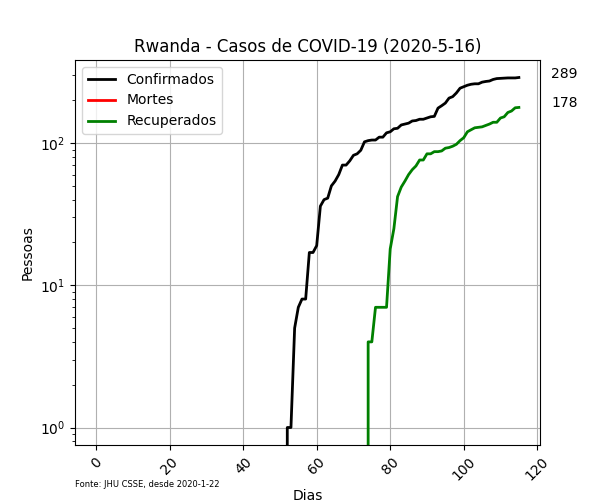 Rwanda - Casos de COVID-19 (2020-5-16)
Confirmados
Mortes
Recuperados
289
178
10²
10¹
10⁰
Pessoas
0 20 40 60 80 100 120
Fonte: JHU CSSE, desde 2020-1-22
Dias